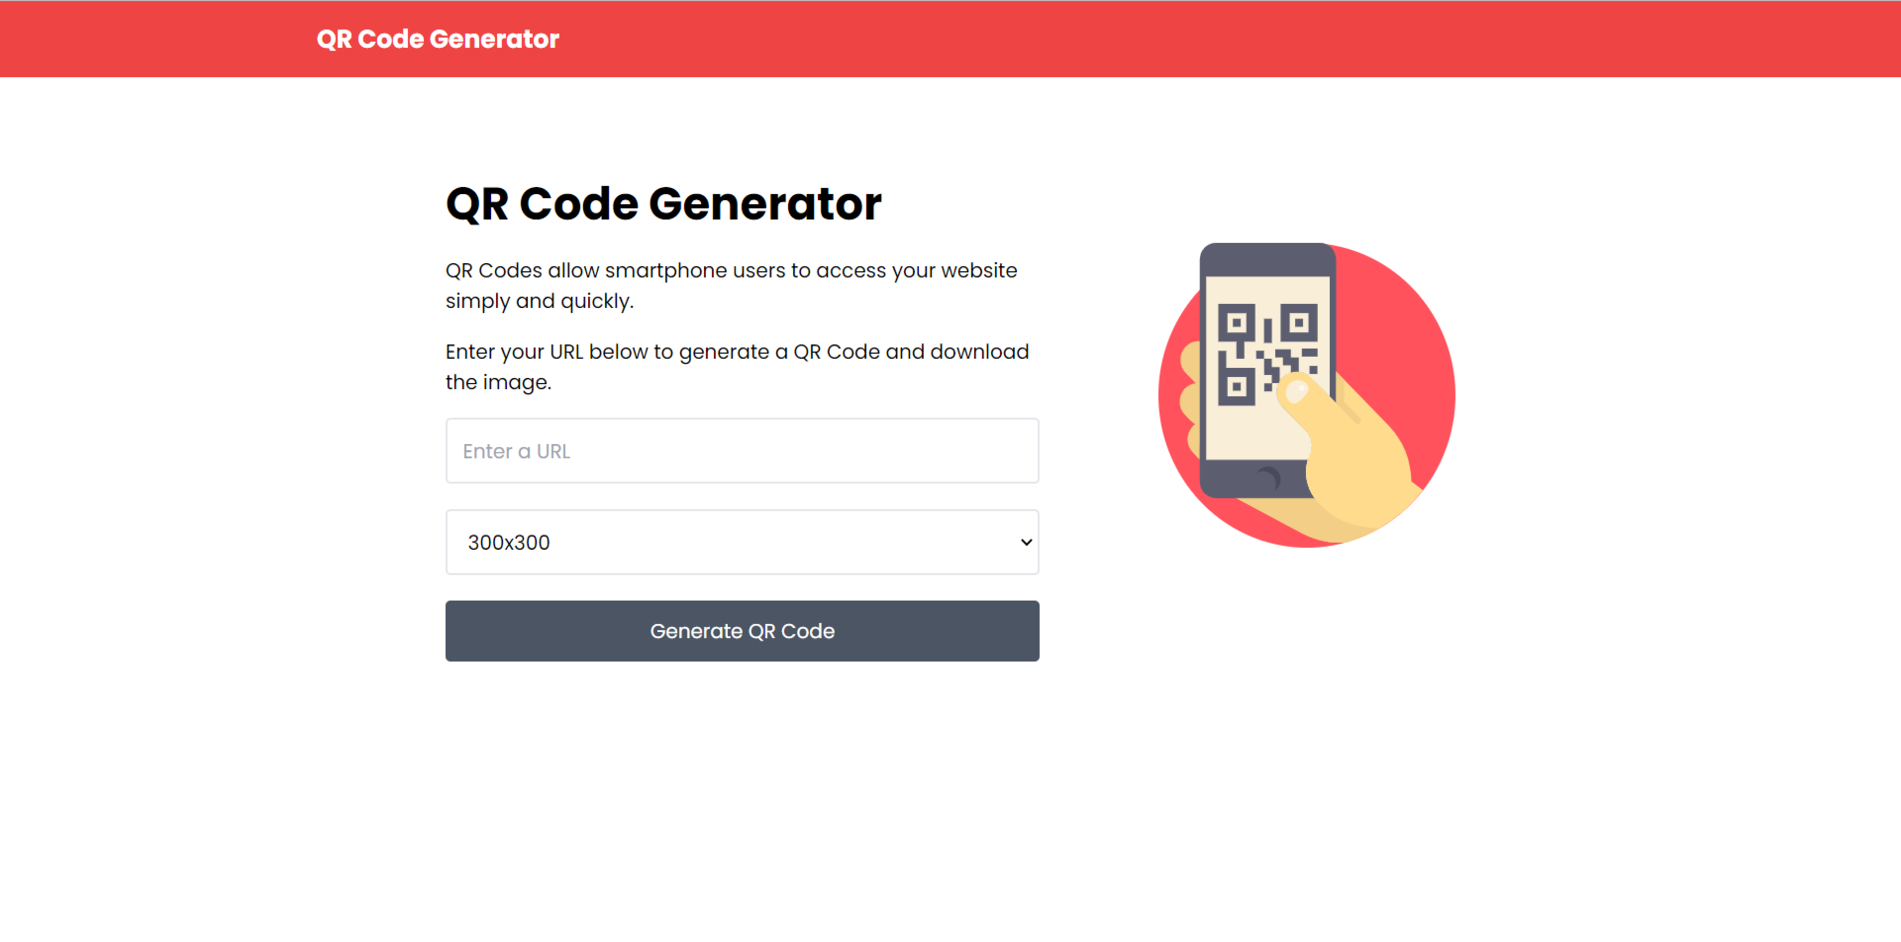 QR Code Generator
QR Code Generator
QR Codes allow smartphone users to access your website
simply and quickly.
Enter your URL below to generate a QR Code and download
the image.
Enter a URL
300x300
Generate QR Code